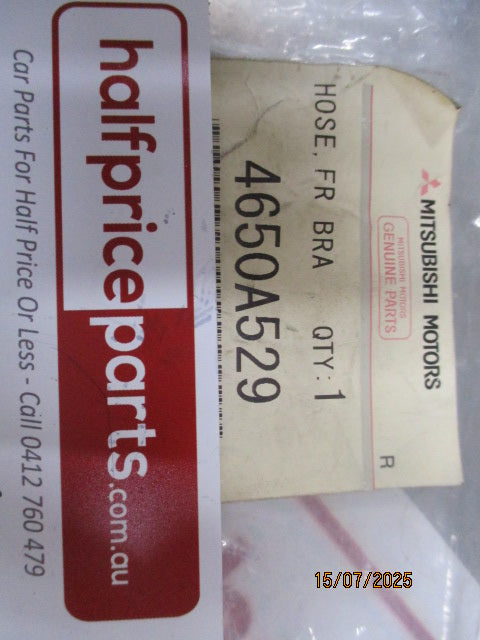 MITSUBISHI MOTORS
MITSUBISHI MOTORS
GENUINE PARTS
R
HOSE, FR BRA QTY: 1
4650A529
halfpriceparts.com.au
Car Parts For Half Price Or Less - Call 0412 760 479
15/07/2025